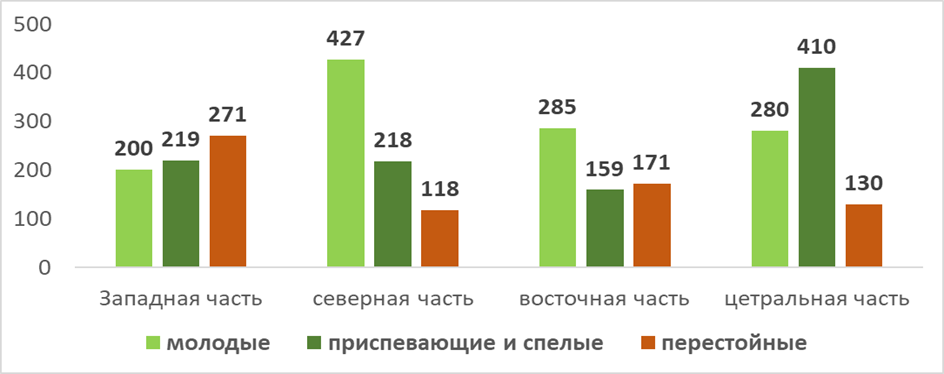 500
400
300
200
100
0
200 219 271
427 218 118
285 159 171
280 410 130
Западная часть северная часть восточная часть цетральная часть
молодые приспевающие и спелые перестойные